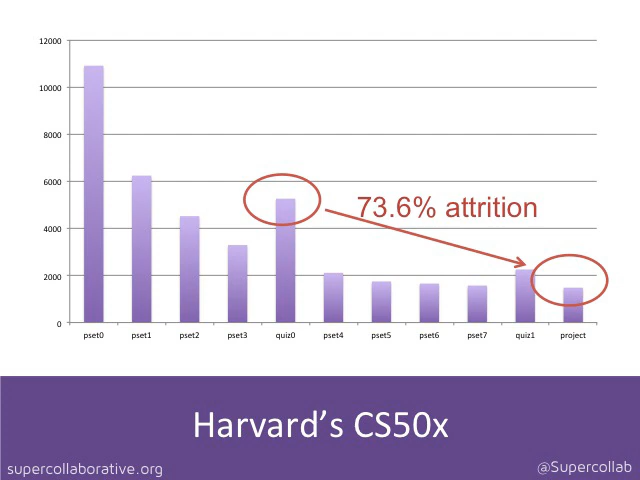 12000
10000
8000
6000
4000
2000
0
73.6% attrition
pset0 pset1 pset2 pset3 quiz0 pset4 pset5 pset6 pset7 quiz1 project
Harvard's CS50x
supercollaborative.org @Supercollab